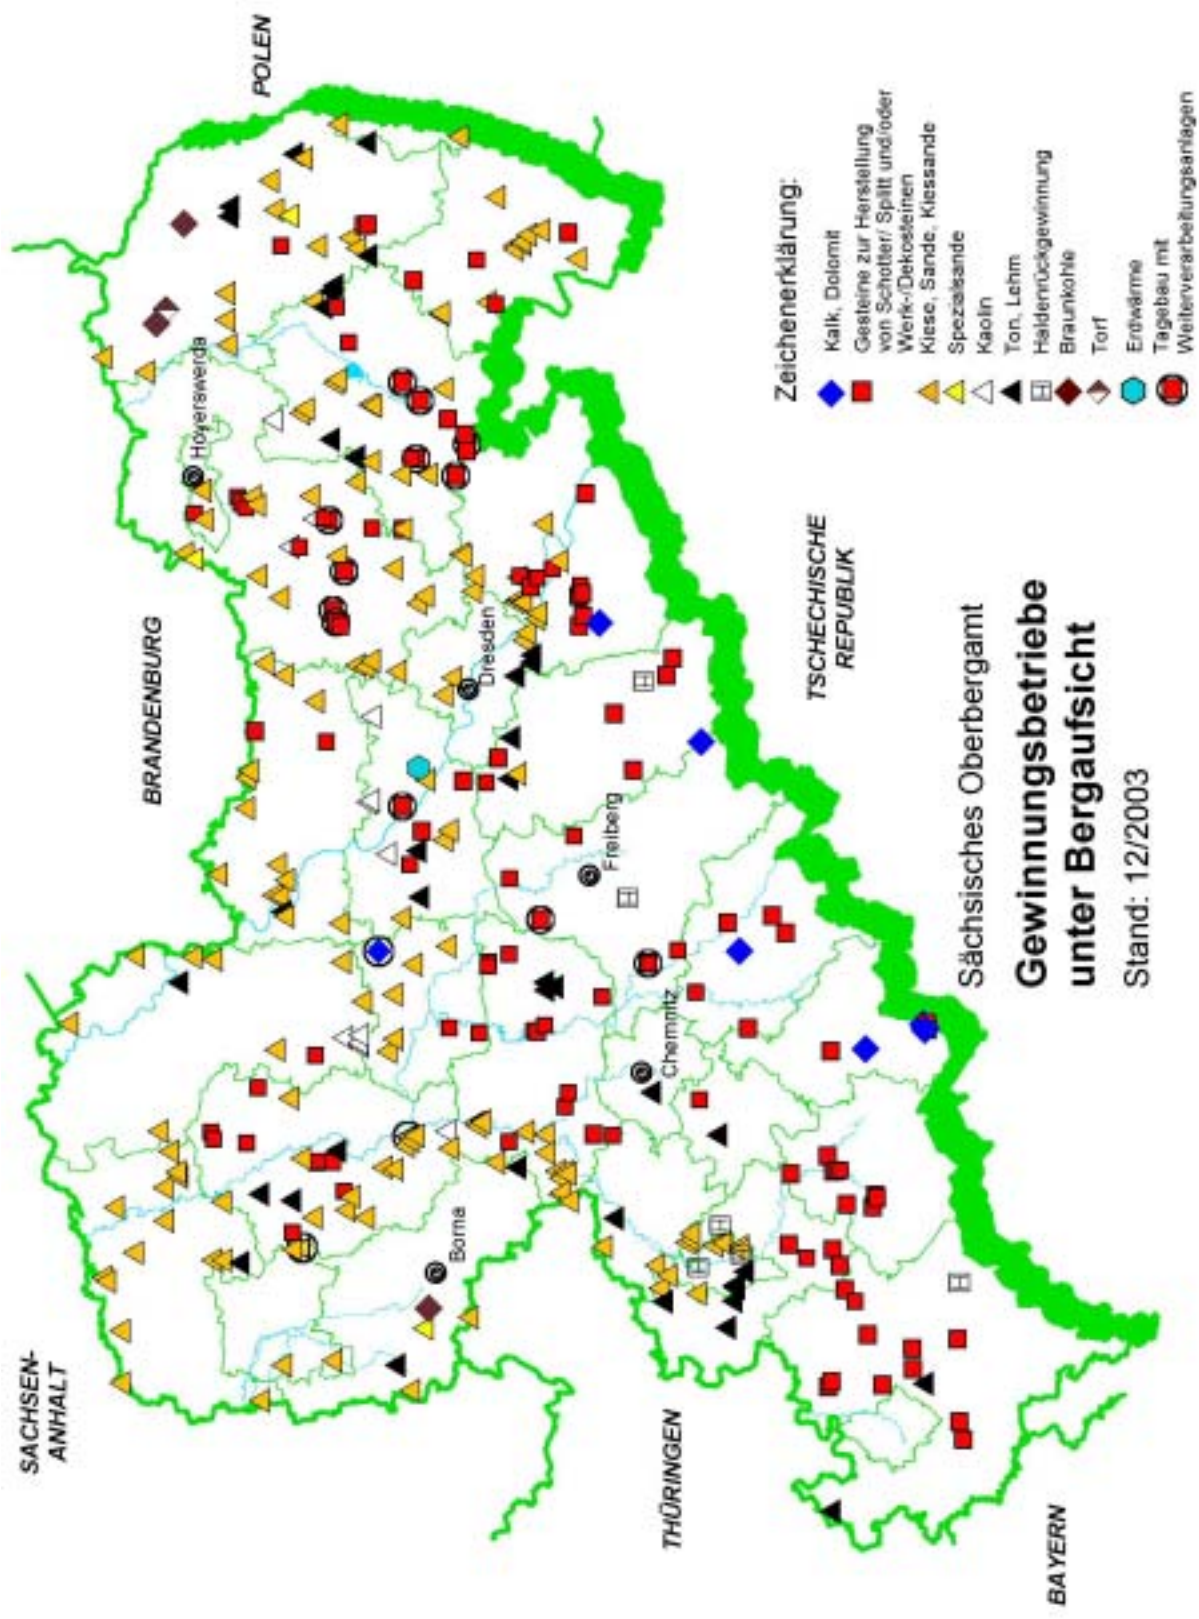 POLEN
BRANDENBURG
SACHSEN-
ANHALT
Hoyerswerda
Dresden
Freiberg
Chemnitz
Borna
TSCHECHISCHE
REPUBLIK
THÜRINGEN
BAYERN
Zeichenerklärung:
Kalk, Dolomit
Gesteine zur Herstellung
von Schotter/ Splitt und/oder
Werk-/Dekosteinen
Kiese, Sande, Kiessande
Spezialsande
Kaolin
Ton, Lehm
Haldenrückgewinnung
Braunkohle
Torf
Erdwärme
Tagebau mit
Weiterverarbeitungsanlagen
Sächsisches Oberbergamt
Gewinnungsbetriebe
unter Bergaufsicht
Stand: 12/2003